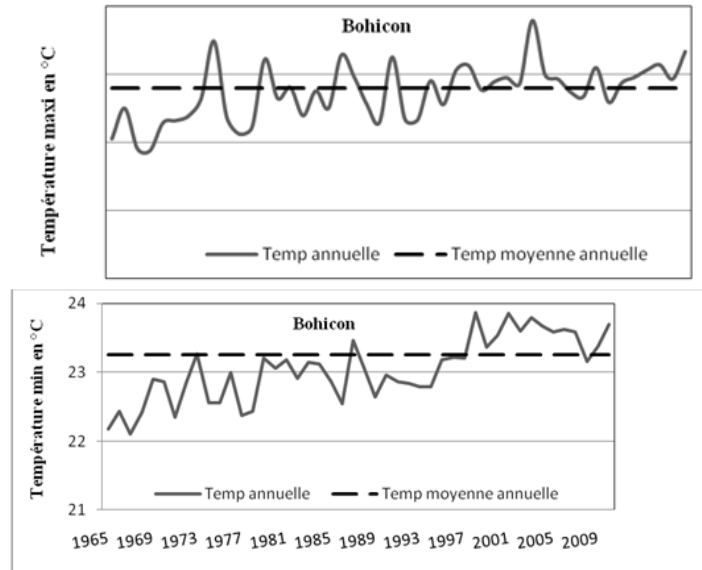 Bohicon
Température maxi en °C
Temp annuelle
Temp moyenne annuelle
Bohicon
Température min en °C
24
23
22
21
Temp annuelle
Temp moyenne annuelle
1965 1969 1973 1977 1981 1985 1989 1993 1997 2001 2005 2009